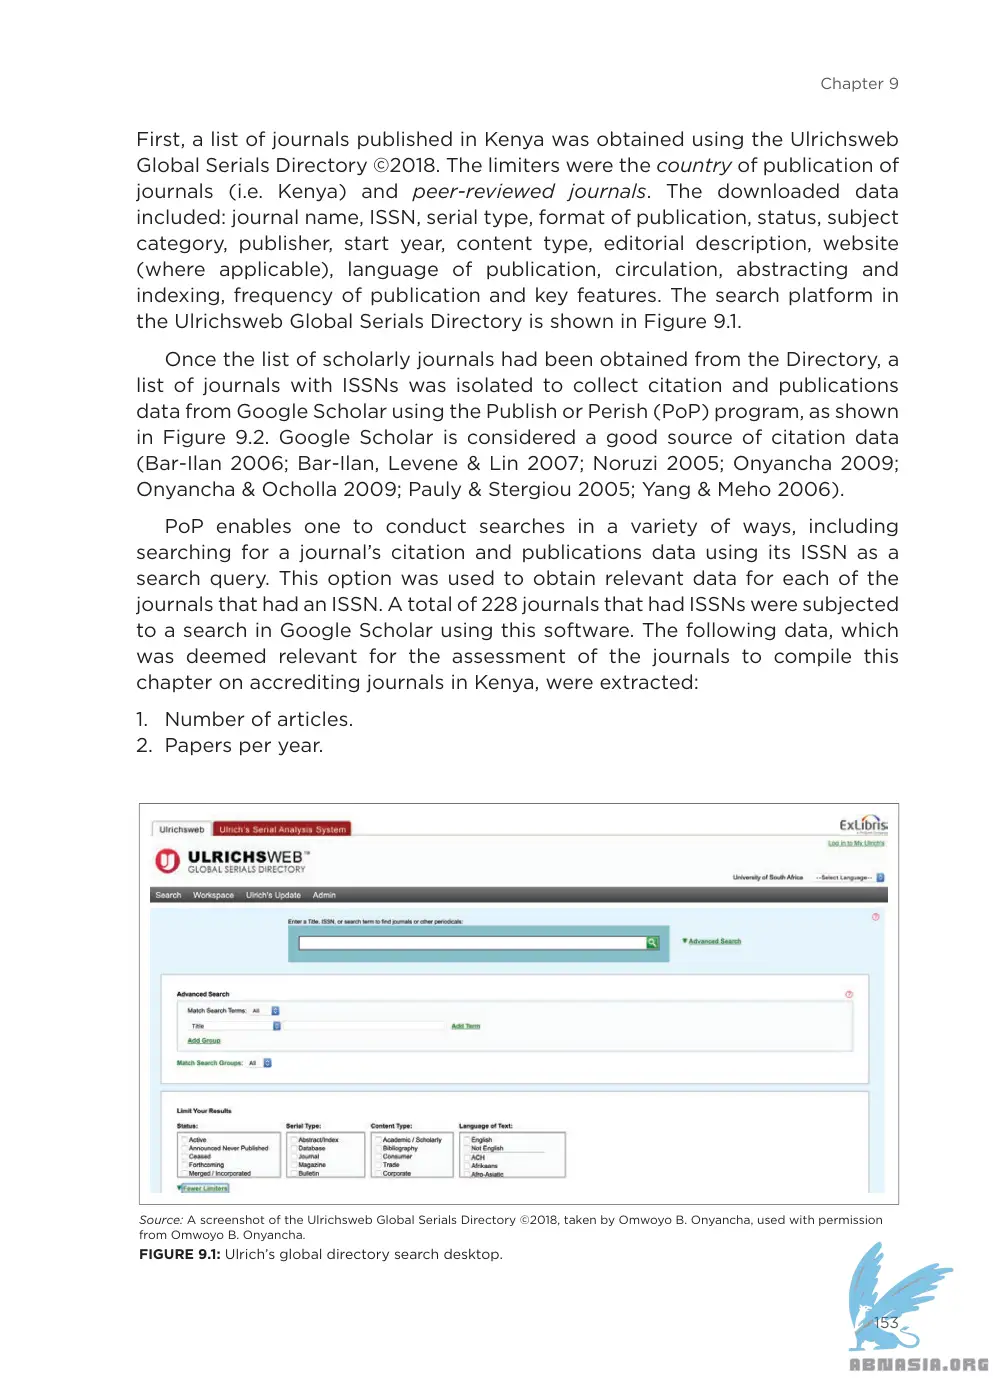 Chapter 9
First, a list of journals published in Kenya was obtained using the Ulrichsweb
Global Serials Directory ©2018. The limiters were the country of publication of
journals (i.e. Kenya) and peer-reviewed journals. The downloaded data
included: journal name, ISSN, serial type, format of publication, status, subject
category, publisher, start year, content type, editorial description, website
(where applicable), language of publication, circulation, abstracting and
indexing, frequency of publication and key features. The search platform in
the Ulrichsweb Global Serials Directory is shown in Figure 9.1.
Once the list of scholarly journals had been obtained from the Directory, a
list of journals with ISSNs was isolated to collect citation and publications
data from Google Scholar using the Publish or Perish (PoP) program, as shown
in Figure 9.2. Google Scholar is considered a good source of citation data
(Bar-Ilan 2006; Bar-Ilan, Levene & Lin 2007; Noruzi 2005; Onyancha 2009;
Onyancha & Ocholla 2009; Pauly & Stergiou 2005; Yang & Meho 2006).
PoP enables one to conduct searches in a variety of ways, including
searching for a journal’s citation and publications data using its ISSN as a
search query. This option was used to obtain relevant data for each of the
journals that had an ISSN. A total of 228 journals that had ISSNs were subjected
to a search in Google Scholar using this software. The following data, which
was deemed relevant for the assessment of the journals to compile this
chapter on accrediting journals in Kenya, were extracted:
1. Number of articles.
2. Papers per year.
Ulrichsweb Ulrich's Serial Analysis System
ExLibris
Log in to My Ulrich's
ULRICHSWEB™
GLOBAL SERIALS DIRECTORY
University of South Africa --Select Language--
Search Workspace Ulrich's Update Admin
Enter a Title, ISSN, or search term to find journals or other periodicals:
Advanced Search
Advanced Search
Match Search Terms: All
Title Add Term
Add Group
Match Search Groups: All
Limit Your Results
Status: Serial Type: Content Type: Language of Text:
Active Abstract/Index Academic / Scholarly English
Announced Never Published Database Bibliography Not English
Ceased Journal Consumer ACH
Forthcoming Magazine Trade Afrikaans
Merged / Incorporated Bulletin Corporate Afro-Asiatic
Fewer Limiters
Source: A screenshot of the Ulrichsweb Global Serials Directory ©2018, taken by Omwoyo B. Onyancha, used with permission
from Omwoyo B. Onyancha.
FIGURE 9.1: Ulrich’s global directory search desktop.
153
ABNASIA.ORG